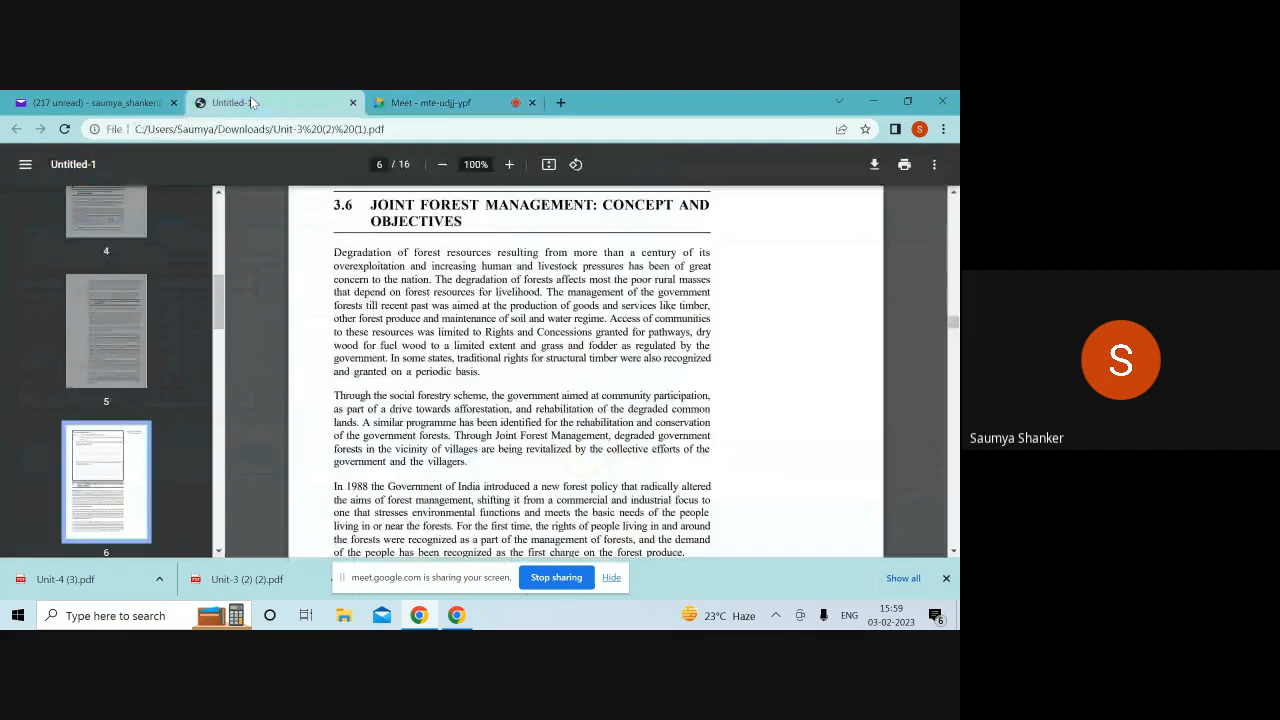 (217 unread) - saumya_shanker@
Untitled-1
Meet - mte-udjj-ypf
File
C:/Users/Saumya/Downloads/Unit-3%20(2)%20(1).pdf
S
Untitled-1
6 / 16
100%
4
5
6
3.6 JOINT FOREST MANAGEMENT: CONCEPT AND
OBJECTIVES
Degradation of forest resources resulting from more than a century of its
overexploitation and increasing human and livestock pressures has been of great
concern to the nation. The degradation of forests affects most the poor rural masses
that depend on forest resources for livelihood. The management of the government
forests till recent past was aimed at the production of goods and services like timber,
other forest produce and maintenance of soil and water regime. Access of communities
to these resources was limited to Rights and Concessions granted for pathways, dry
wood for fuel wood to a limited extent and grass and fodder as regulated by the
government. In some states, traditional rights for structural timber were also recognized
and granted on a periodic basis.
Through the social forestry scheme, the government aimed at community participation,
as part of a drive towards afforestation, and rehabilitation of the degraded common
lands. A similar programme has been identified for the rehabilitation and conservation
of the government forests. Through Joint Forest Management, degraded government
forests in the vicinity of villages are being revitalized by the collective efforts of the
government and the villagers.
In 1988 the Government of India introduced a new forest policy that radically altered
the aims of forest management, shifting it from a commercial and industrial focus to
one that stresses environmental functions and meets the basic needs of the people
living in or near the forests. For the first time, the rights of people living in and around
the forests were recognized as a part of the management of forests, and the demand
of the people has been recognized as the first charge on the forest produce.
S
Saumya Shanker
Unit-4 (3).pdf
Unit-3 (2) (2).pdf
meet.google.com is sharing your screen.
Stop sharing
Hide
Show all
Type here to search
23°C Haze
ENG
15:59
03-02-2023
6